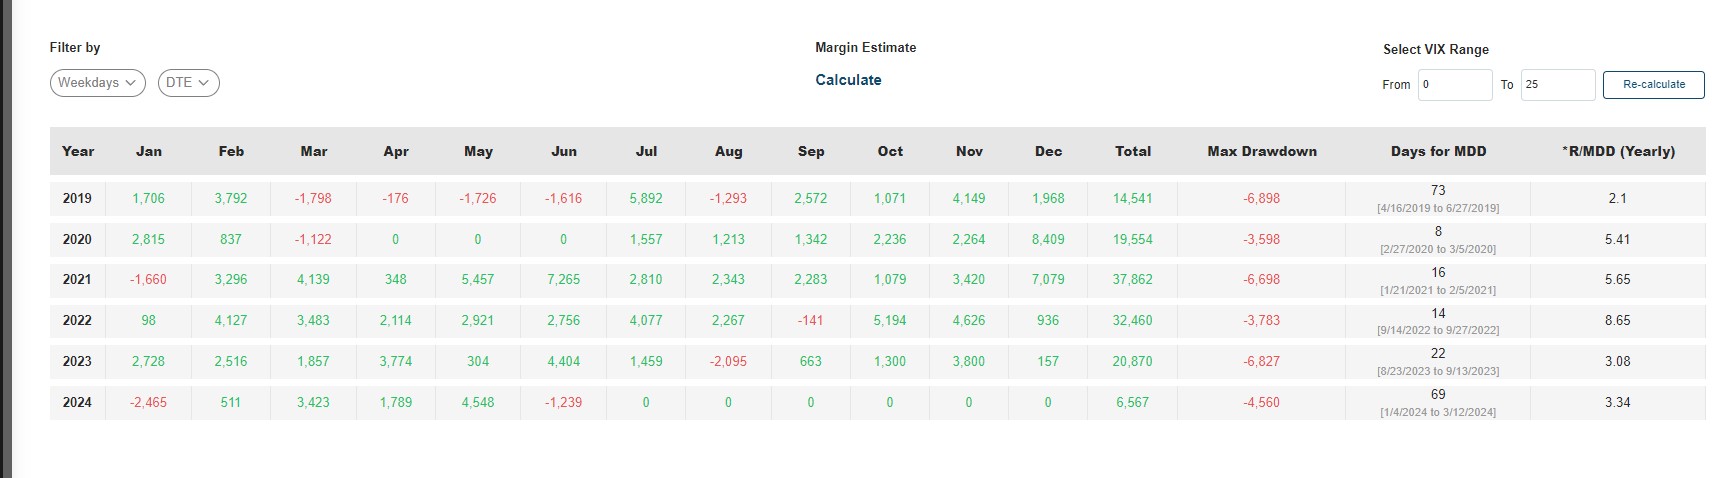 Filter by
Margin Estimate
Select VIX Range
Weekdays
DTE
Calculate
From 0 To 25 Re-calculate
Year Jan Feb Mar Apr May Jun Jul Aug Sep Oct Nov Dec Total Max Drawdown Days for MDD *R/MDD (Yearly)
2019 1,706 3,792 -1,798 -176 -1,726 -1,616 5,892 -1,293 2,572 1,071 4,149 1,968 14,541 -6,898 73 2.1
[4/16/2019 to 6/27/2019]
2020 2,815 837 -1,122 0 0 0 1,557 1,213 1,342 2,236 2,264 8,409 19,554 -3,598 8 5.41
[2/27/2020 to 3/5/2020]
2021 -1,660 3,296 4,139 348 5,457 7,265 2,810 2,343 2,283 1,079 3,420 7,079 37,862 -6,698 16 5.65
[1/21/2021 to 2/5/2021]
2022 98 4,127 3,483 2,114 2,921 2,756 4,077 2,267 -141 5,194 4,626 936 32,460 -3,783 14 8.65
[9/14/2022 to 9/27/2022]
2023 2,728 2,516 1,857 3,774 304 4,404 1,459 -2,095 663 1,300 3,800 157 20,870 -6,827 22 3.08
[8/23/2023 to 9/13/2023]
2024 -2,465 511 3,423 1,789 4,548 -1,239 0 0 0 0 0 0 6,567 -4,560 69 3.34
[1/4/2024 to 3/12/2024]